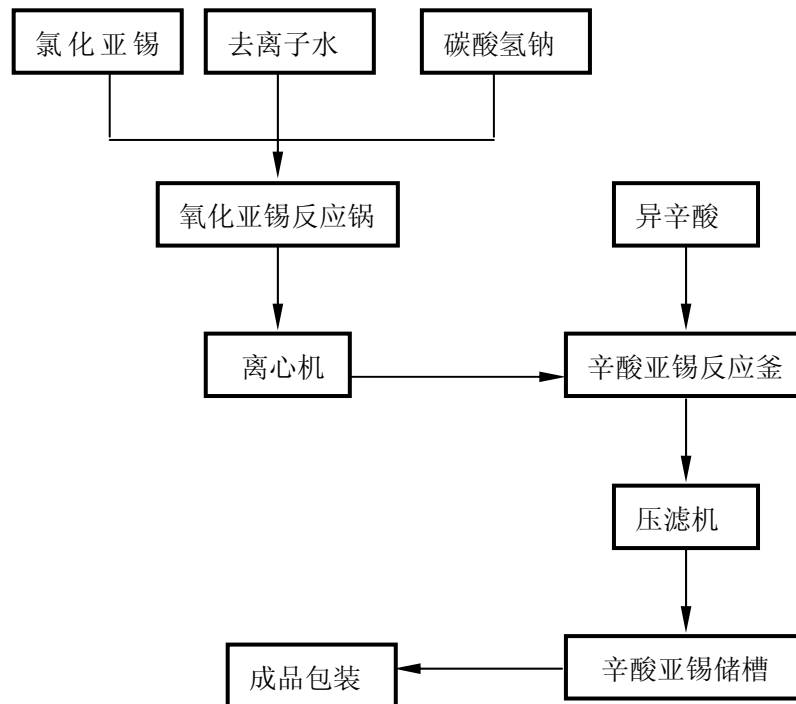 氯化亚锡
去离子水
碳酸氢钠
氧化亚锡反应锅
异辛酸
离心机
辛酸亚锡反应釜
压滤机
辛酸亚锡储槽
成品包装